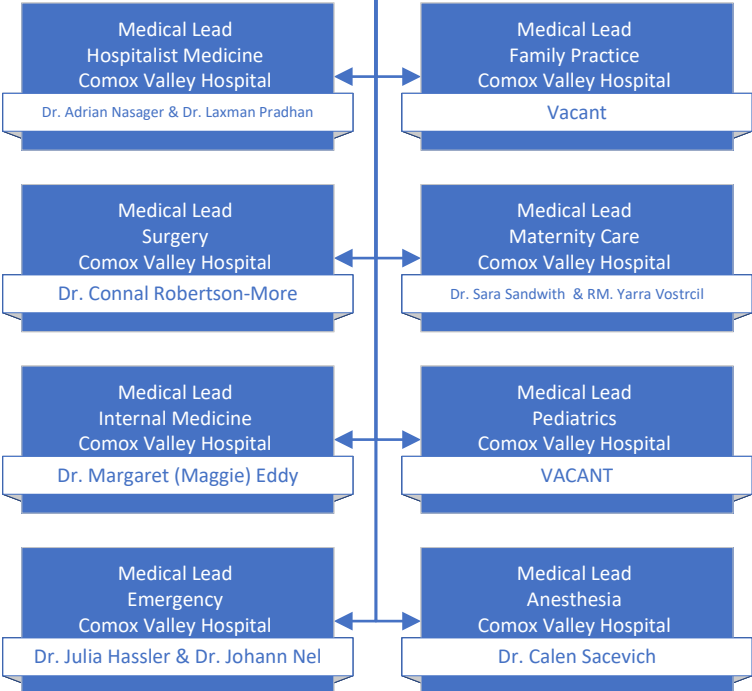 Medical Lead
Hospitalist Medicine
Comox Valley Hospital
Dr. Adrian Nasager & Dr. Laxman Pradhan
Medical Lead
Family Practice
Comox Valley Hospital
Vacant
Medical Lead
Surgery
Comox Valley Hospital
Dr. Connal Robertson-More
Medical Lead
Maternity Care
Comox Valley Hospital
Dr. Sara Sandwith & RM. Yarra Vostrcil
Medical Lead
Internal Medicine
Comox Valley Hospital
Dr. Margaret (Maggie) Eddy
Medical Lead
Pediatrics
Comox Valley Hospital
VACANT
Medical Lead
Emergency
Comox Valley Hospital
Dr. Julia Hassler & Dr. Johann Nel
Medical Lead
Anesthesia
Comox Valley Hospital
Dr. Calen Sacevich